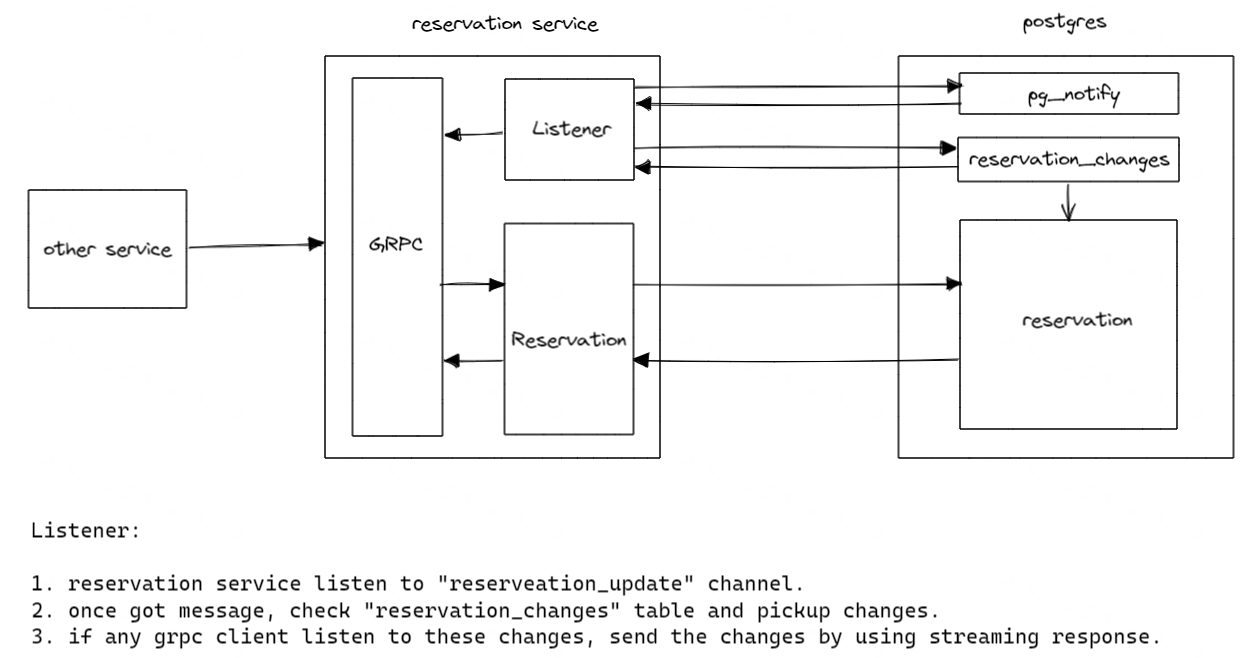 reservation service
postgres
pg_notify
Listener
reservation_changes
other service
GRPC
Reservation
reservation
Listener:
1. reservation service listen to "reserveation_update" channel.
2. once got message, check "reservation_changes" table and pickup changes.
3. if any grpc client listen to these changes, send the changes by using streaming response.